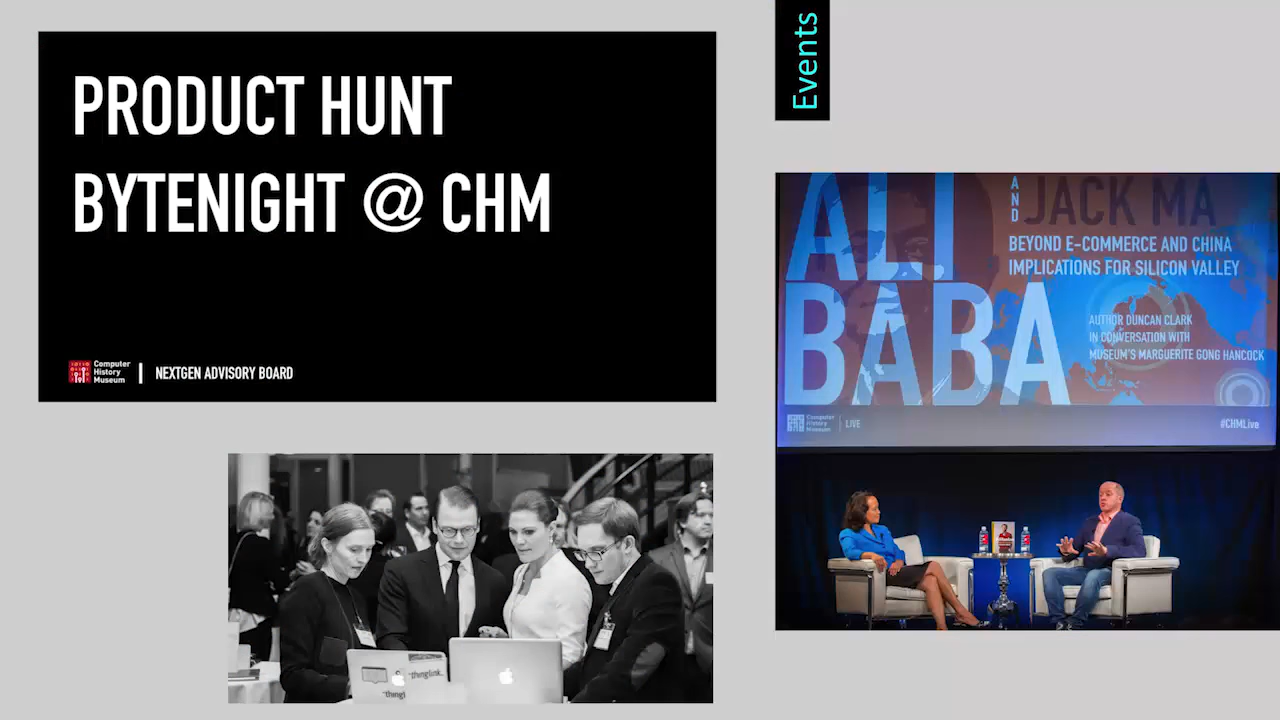 PRODUCT HUNT
BYTENIGHT @ CHM
Computer
History
Museum
NEXTGEN ADVISORY BOARD
Events
ALI
BABA
AND
JACK MA
BEYOND E-COMMERCE AND CHINA
IMPLICATIONS FOR SILICON VALLEY
AUTHOR DUNCAN CLARK
IN CONVERSATION WITH
MUSEUM'S MARGUERITE GONG HANCOCK
Computer
History
Museum
LIVE
#CHMLive
thinglink
thing